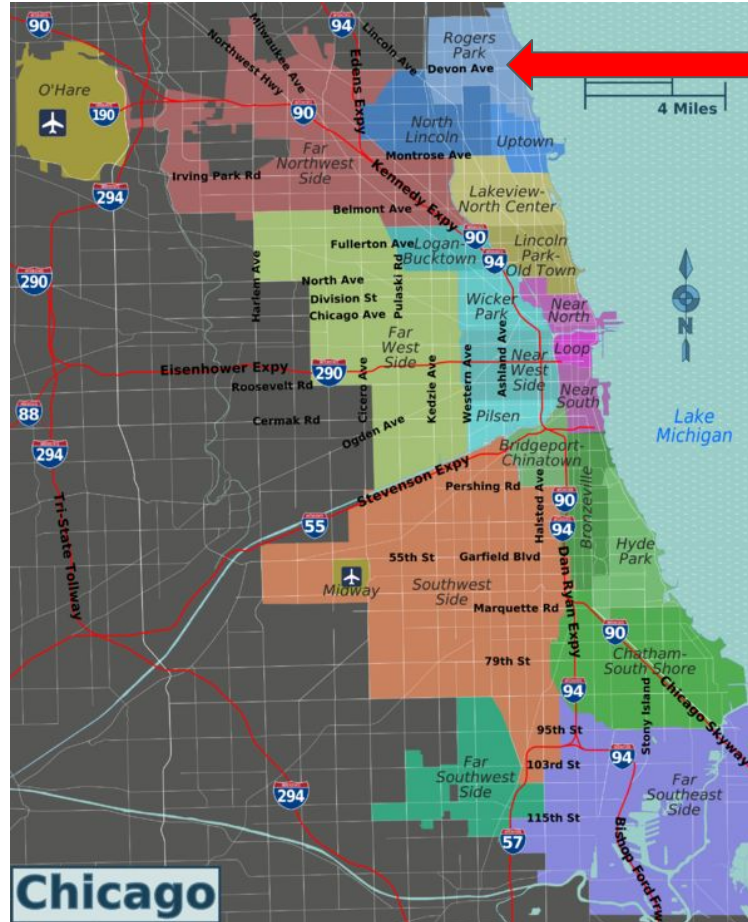 90
94
Milwaukee Ave
Northwest Hwy
Lincoln Ave
Edens Expy
Rogers
Park
Devon Ave
O'Hare
190
90
4 Miles
North
Lincoln
Uptown
Far
Northwest
Side
Montrose Ave
Irving Park Rd
Kennedy Expy
294
Lakeview-
North Center
Belmont Ave
Fullerton Ave
Logan-
Bucktown
90
94
Lincoln
Park-
Old Town
Harlem Ave
Pulaski Rd
290
North Ave
Division St
Chicago Ave
Wicker
Park
Near
North
N
Far
West
Side
Ashland Ave
Western Ave
Kedzie Ave
Cicero Ave
Near
West
Side
Loop
Eisenhower Expy
290
Roosevelt Rd
88
Near
South
Cermak Rd
Ogden Ave
Pilsen
Lake
Michigan
294
Bridgeport-
Chinatown
Stevenson Expy
Pershing Rd
Halsted Ave
90
94
Bronzeville
Tri-State Tollway
55
55th St
Garfield Blvd
Dan Ryan Expy
Hyde
Park
Midway
Southwest
Side
Marquette Rd
90
79th St
Chatham-
South Shore
94
Stony Island
Chicago Skyway
95th St
94
103rd St
Far
Southwest
Side
Far
Southeast
Side
294
115th St
57
Bishop Ford Fr
Chicago